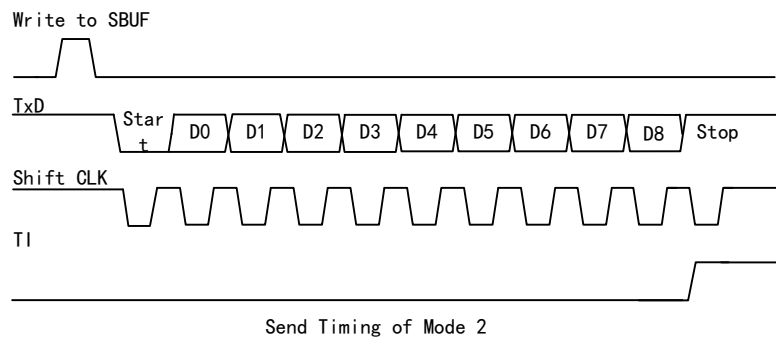 Write to SBUF
TxD
Star
t
D0 D1 D2 D3 D4 D5 D6 D7 D8 Stop
Shift CLK
TI
Send Timing of Mode 2